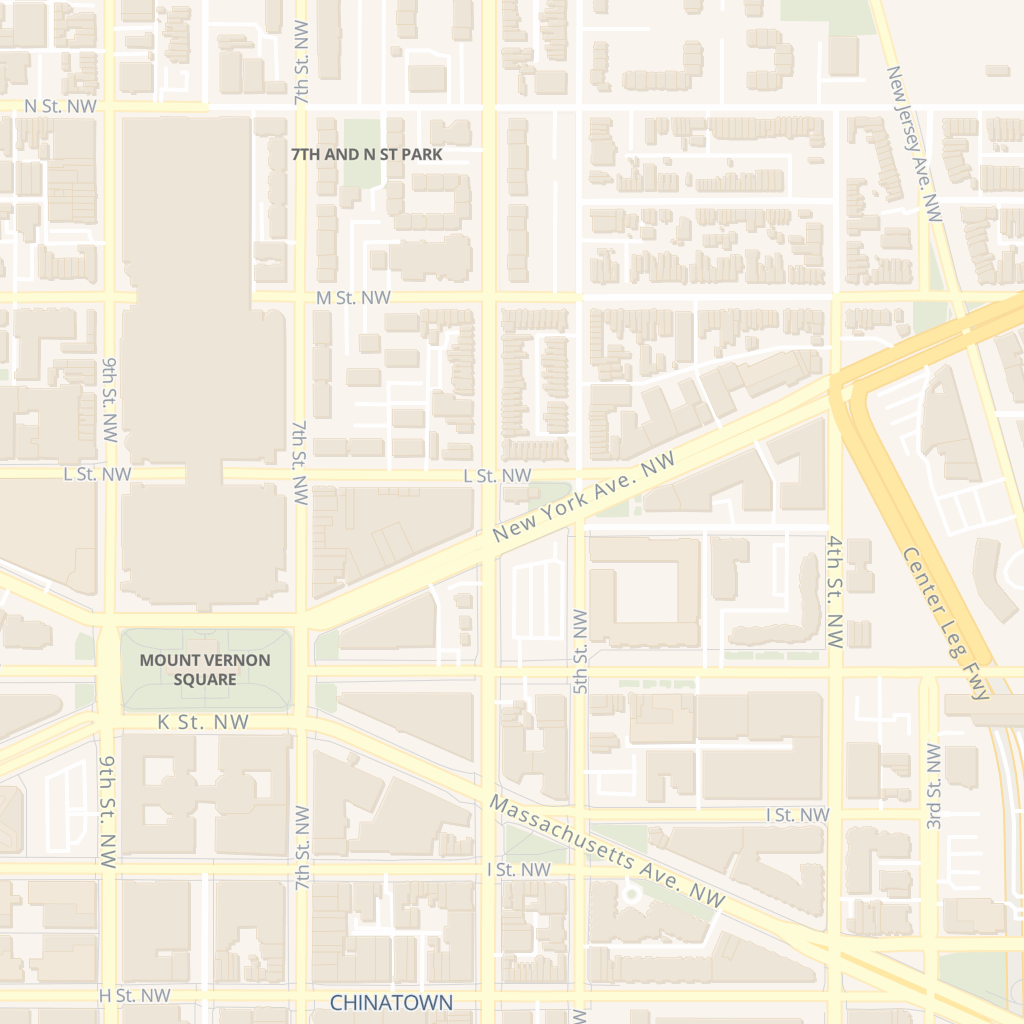 7th St. NW
New Jersey Ave. NW
N St. NW
7TH AND N ST PARK
M St. NW
9th St. NW
7th St. NW
L St. NW
L St. NW
New York Ave. NW
4th St. NW
Center Leg Fwy
5th St. NW
MOUNT VERNON
SQUARE
K St. NW
9th St. NW
3rd St. NW
Massachusetts Ave. NW
7th St. NW
I St. NW
I St. NW
H St. NW
CHINATOWN